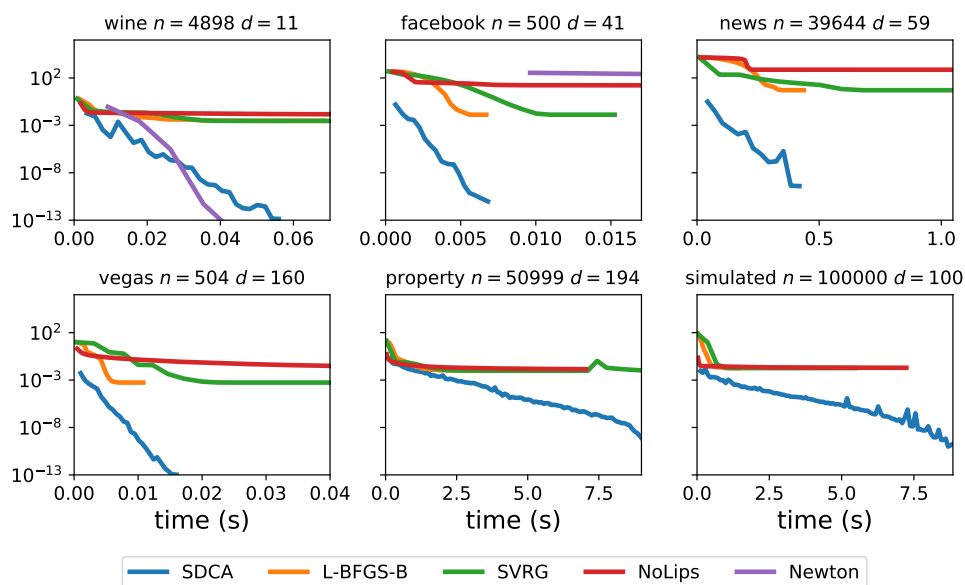 wine n = 4898 d = 11
facebook n = 500 d = 41
news n = 39644 d = 59
10²
10⁻³
10⁻⁸
10⁻¹³
0.00 0.02 0.04 0.06
0.000 0.005 0.010 0.015
0.0 0.5 1.0
vegas n = 504 d = 160
property n = 50999 d = 194
simulated n = 100000 d = 100
10²
10⁻³
10⁻⁸
10⁻¹³
0.00 0.01 0.02 0.03 0.04
0.0 2.5 5.0 7.5
0.0 2.5 5.0 7.5
time (s)
time (s)
time (s)
SDCA L-BFGS-B SVRG NoLips Newton